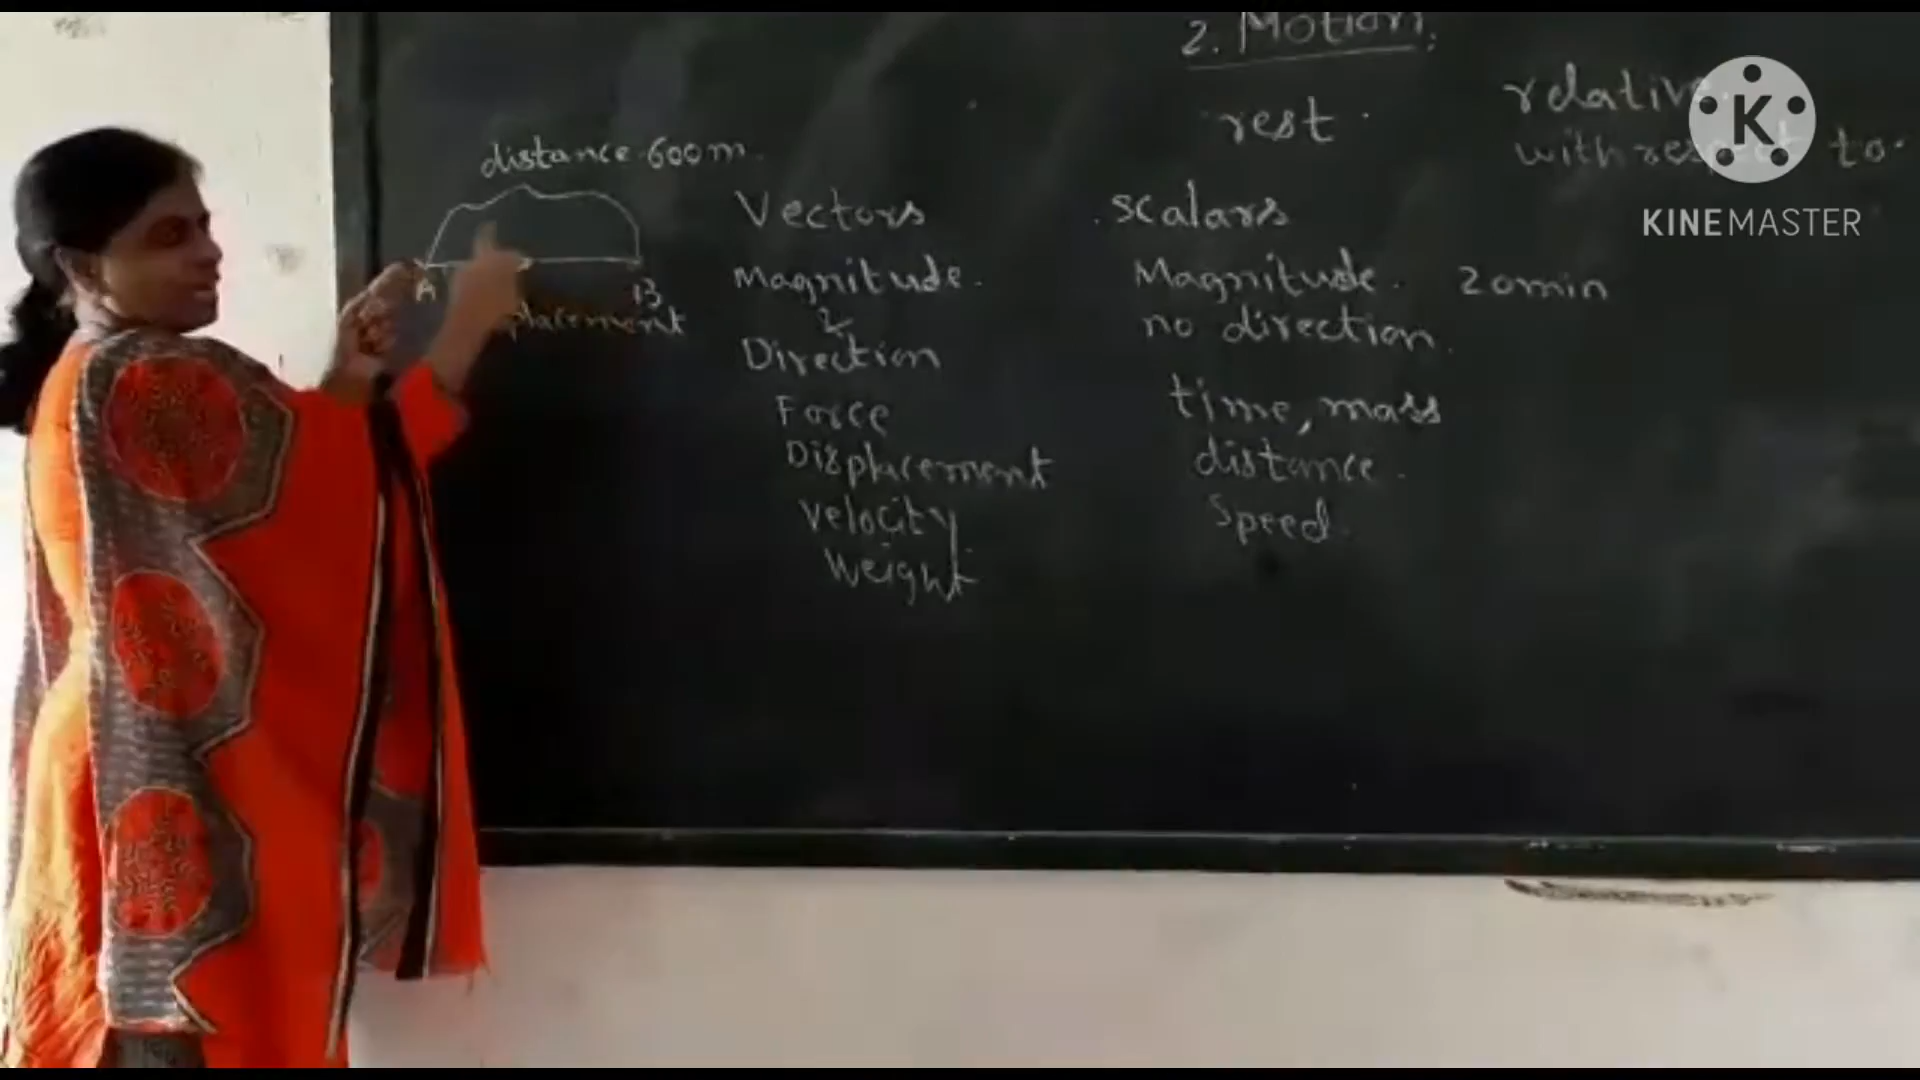 2. Motion.
rest.
relative.
with respect to.
distance 600m.
A
B
placement
Vectors
Magnitude.
&
Direction
Force
Displacement
Velocity
Weight
scalars
Magnitude. 20min
no direction.
time, mass
distance.
Speed.
K
KINEMASTER